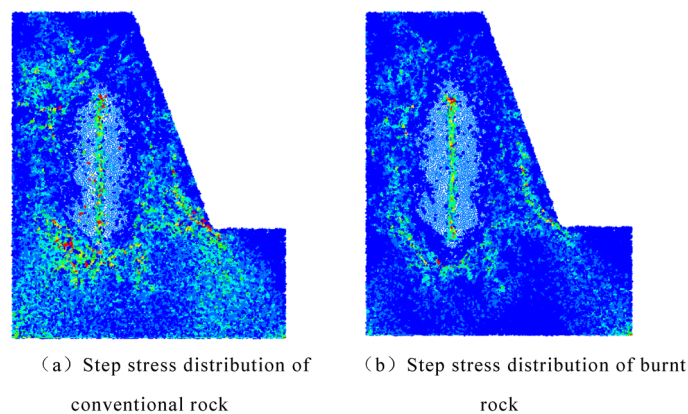 （a）Step stress distribution of
conventional rock
（b）Step stress distribution of burnt
rock